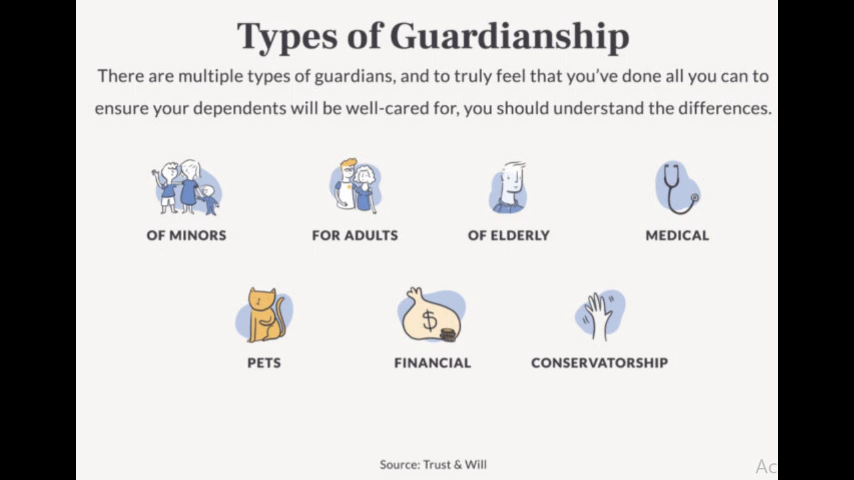 Types of Guardianship
There are multiple types of guardians, and to truly feel that you’ve done all you can to
ensure your dependents will be well-cared for, you should understand the differences.
OF MINORS FOR ADULTS OF ELDERLY MEDICAL
$
PETS FINANCIAL CONSERVATORSHIP
Source: Trust & Will
Ac